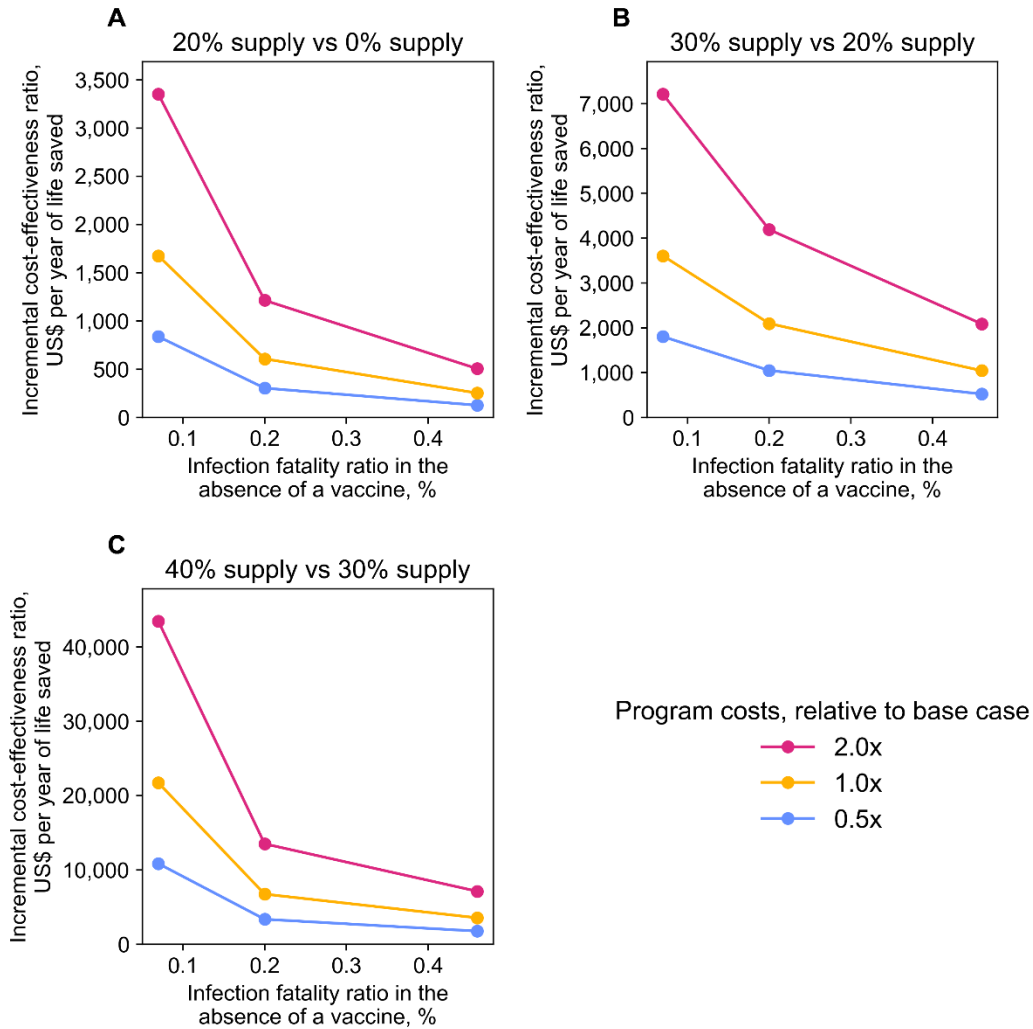 A
20% supply vs 0% supply
Incremental cost-effectiveness ratio,
US$ per year of life saved
3,500
3,000
2,500
2,000
1,500
1,000
500
0
0.1 0.2 0.3 0.4
Infection fatality ratio in the
absence of a vaccine, %
B
30% supply vs 20% supply
Incremental cost-effectiveness ratio,
US$ per year of life saved
7,000
6,000
5,000
4,000
3,000
2,000
1,000
0
0.1 0.2 0.3 0.4
Infection fatality ratio in the
absence of a vaccine, %
C
40% supply vs 30% supply
Incremental cost-effectiveness ratio,
US$ per year of life saved
40,000
30,000
20,000
10,000
0
0.1 0.2 0.3 0.4
Infection fatality ratio in the
absence of a vaccine, %
Program costs, relative to base case
2.0x
1.0x
0.5x